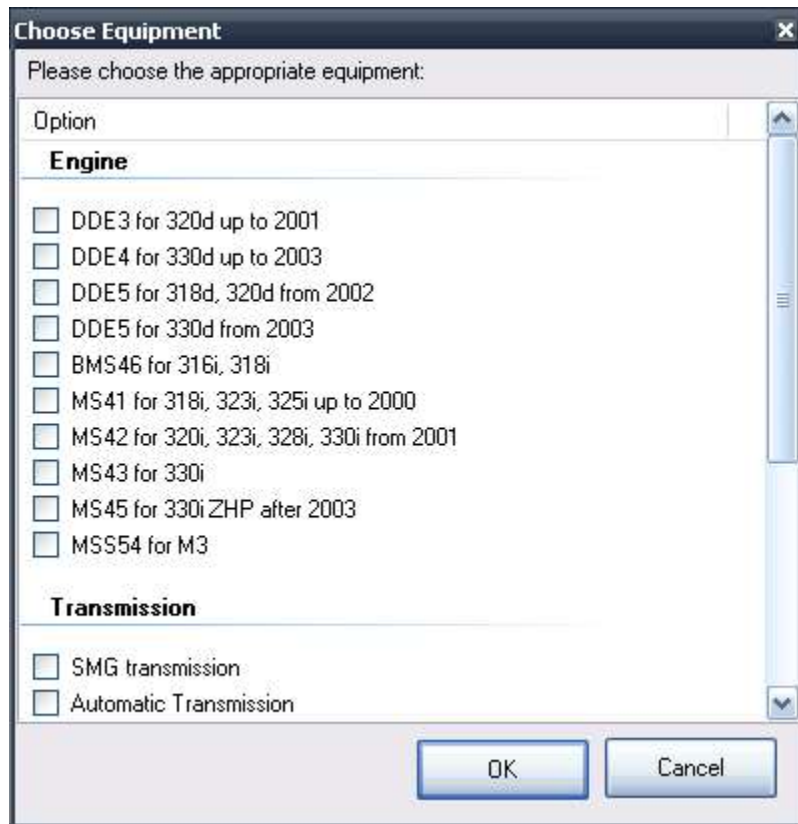 Choose Equipment
Please choose the appropriate equipment:
Option
Engine
DDE3 for 320d up to 2001
DDE4 for 330d up to 2003
DDE5 for 318d, 320d from 2002
DDE5 for 330d from 2003
BMS46 for 316i, 318i
MS41 for 318i, 323i, 325i up to 2000
MS42 for 320i, 323i, 328i, 330i from 2001
MS43 for 330i
MS45 for 330i ZHP after 2003
MSS54 for M3
Transmission
SMG transmission
Automatic Transmission
OK
Cancel